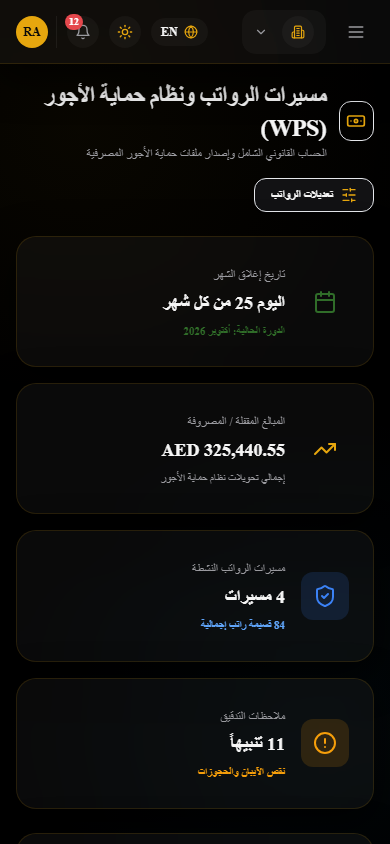 RA
12
EN
مسيرات الرواتب ونظام حماية الأجور
(WPS)
الحساب القانوني الشامل وإصدار ملفات حماية الأجور المصرفية
تعديلات الرواتب
تاريخ إغلاق الشهر
اليوم 25 من كل شهر
الدورة الحالية: أكتوبر 2026
المبالغ المقفلة / المصروفة
AED 325,440.55
إجمالي تحويلات نظام حماية الأجور
مسيرات الرواتب النشطة
4 مسيرات
84 قسيمة راتب إجمالية
ملاحظات التدقيق
11 تنبيهاً
نقص الآيبان والحجوزات